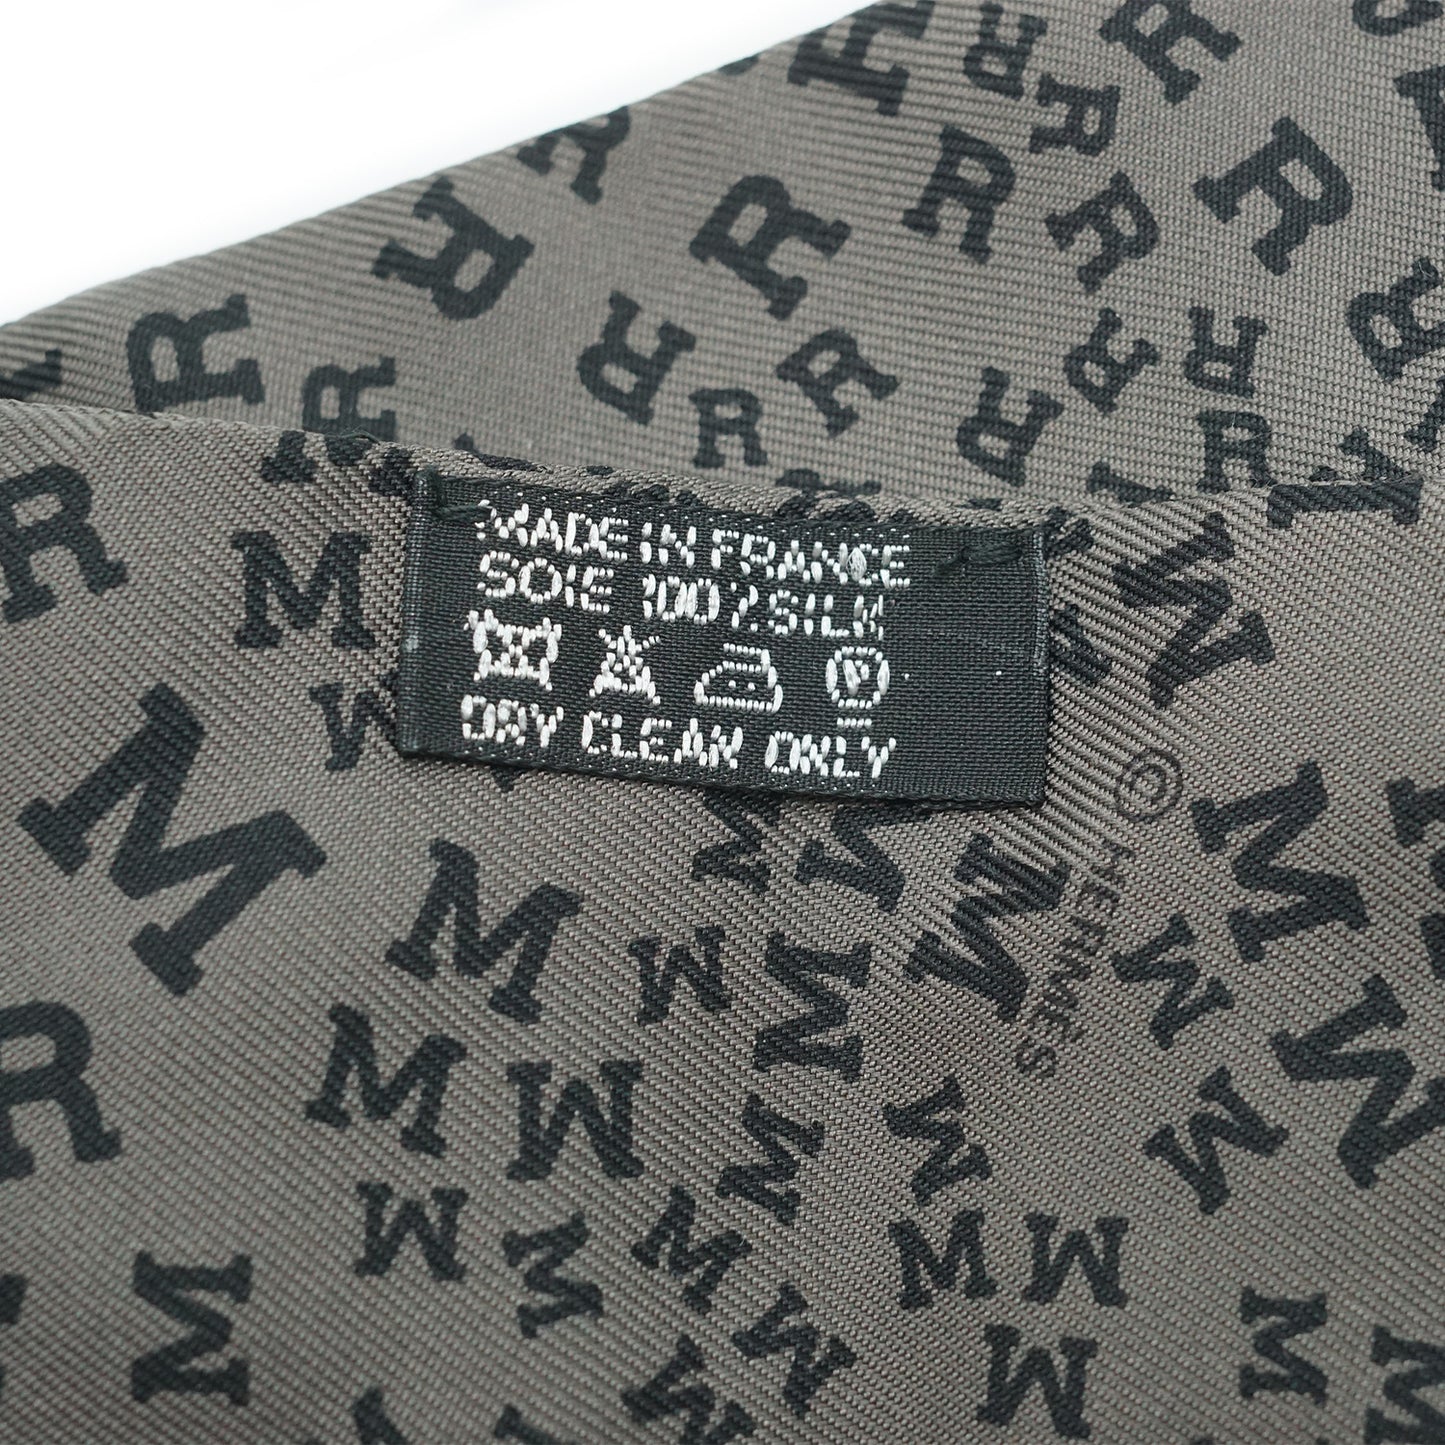 MADE IN FRANCE
SOIE 100% SILK
P
DRY CLEAN ONLY
© HERMES